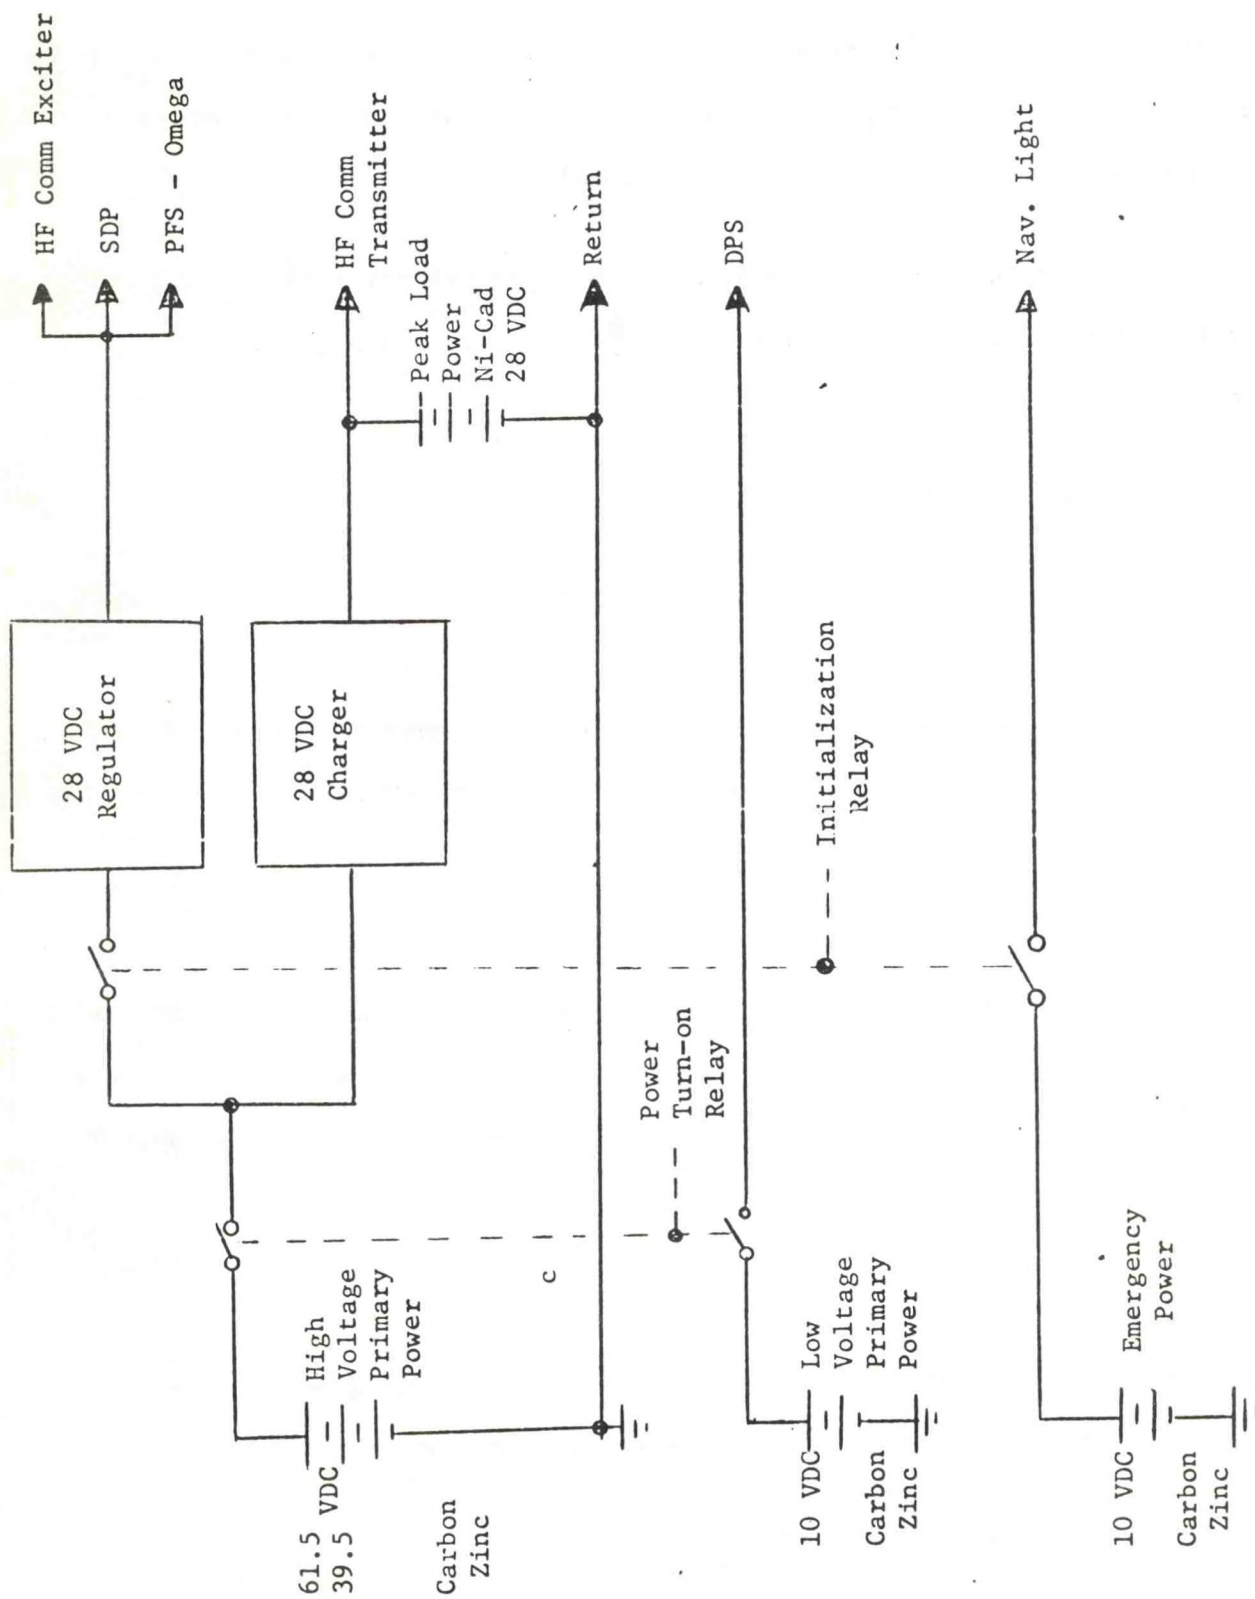 HF Comm Exciter
SDP
PFS - Omega
28 VDC
Regulator
HF Comm
Transmitter
28 VDC
Charger
Peak Load
Power
Ni-Cad
28 VDC
Return
61.5
39.5
VDC
High
Voltage
Primary
Power
Carbon
Zinc
c
Power
Turn-on
Relay
DPS
10 VDC
Low
Voltage
Primary
Power
Carbon
Zinc
Initialization
Relay
Nav. Light
10 VDC
Emergency
Power
Carbon
Zinc